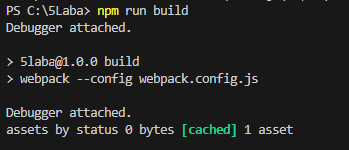 PS C:\5Laba> npm run build
Debugger attached.
> 5laba@1.0.0 build
> webpack --config webpack.config.js
Debugger attached.
assets by status 0 bytes [cached] 1 asset